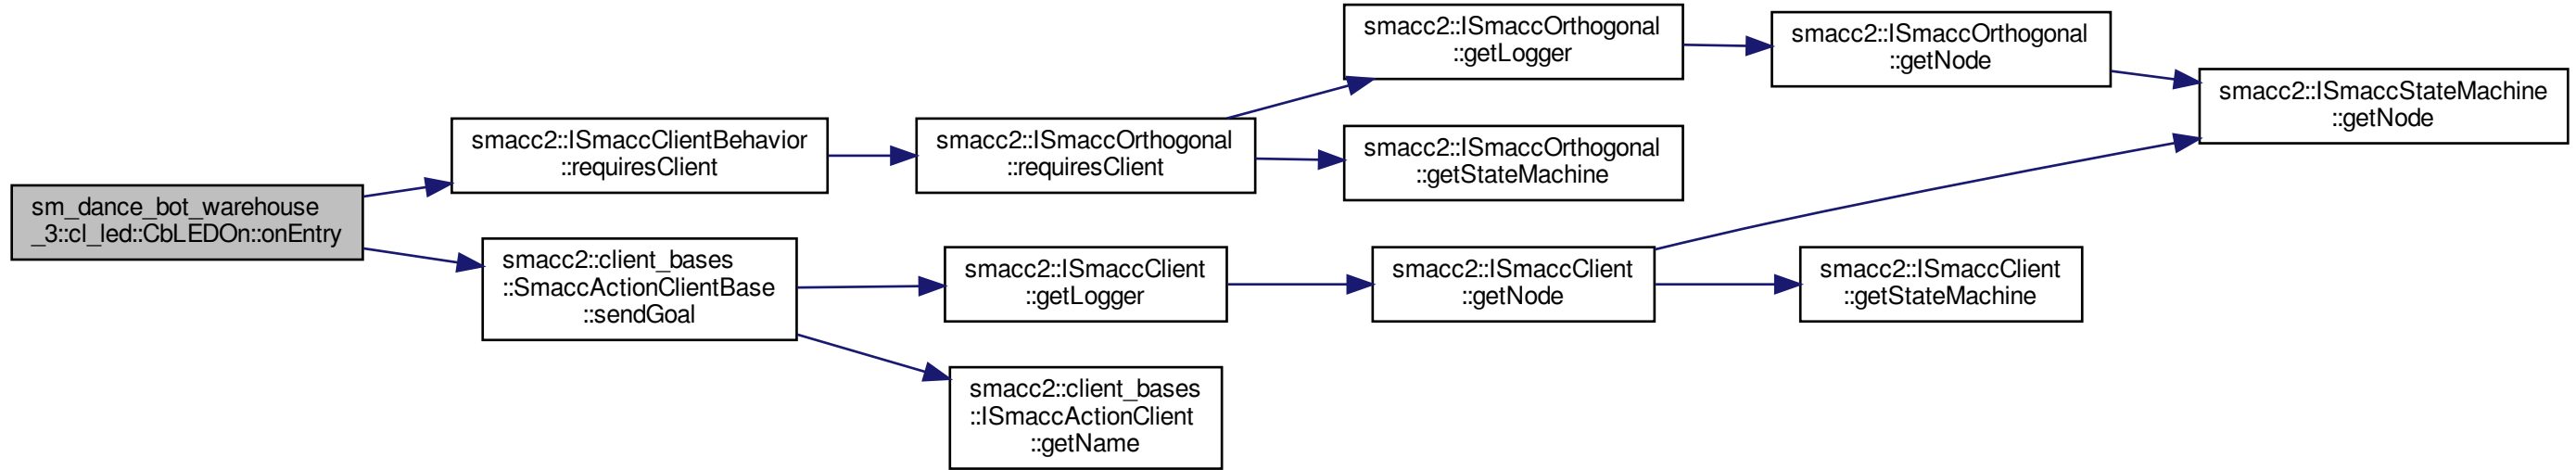 sm_dance_bot_warehouse
_3::cl_led::CbLEDOn::onEntry
smacc2::ISmaccClientBehavior
::requiresClient
smacc2::ISmaccOrthogonal
::requiresClient
smacc2::ISmaccOrthogonal
::getLogger
smacc2::ISmaccOrthogonal
::getNode
smacc2::ISmaccStateMachine
::getNode
smacc2::ISmaccOrthogonal
::getStateMachine
smacc2::client_bases
::SmaccActionClientBase
::sendGoal
smacc2::ISmaccClient
::getLogger
smacc2::ISmaccClient
::getNode
smacc2::ISmaccClient
::getStateMachine
smacc2::client_bases
::ISmaccActionClient
::getName